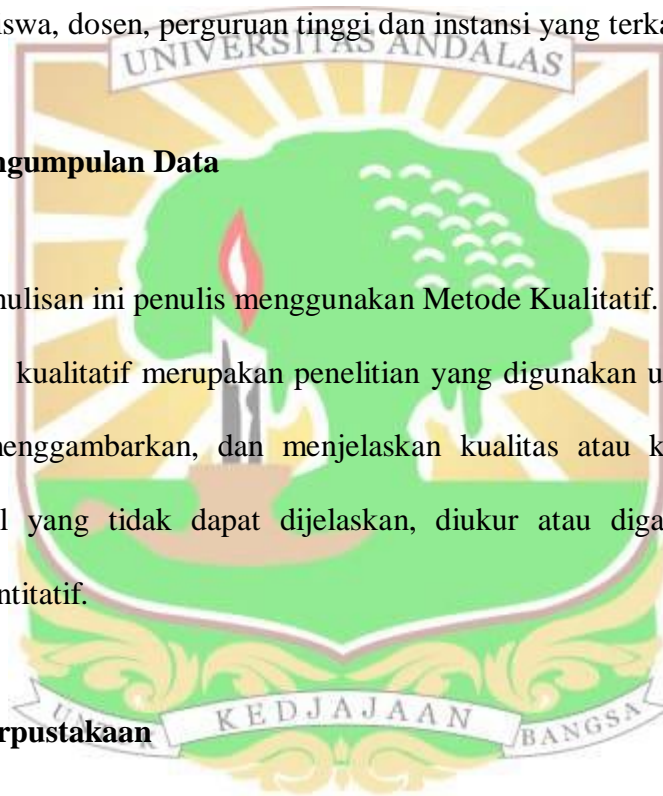 iswa, dosen, perguruan tinggi dan instansi yang terka
UNIVERSITAS ANDALAS
ngumpulan Data
nulisan ini penulis menggunakan Metode Kualitatif.
kualitatif merupakan penelitian yang digunakan u
menggambarkan, dan menjelaskan kualitas atau k
l yang tidak dapat dijelaskan, diukur atau diga
ntitatif.
UNTUK KEDJAJAAN BANGSA
rpustakaan